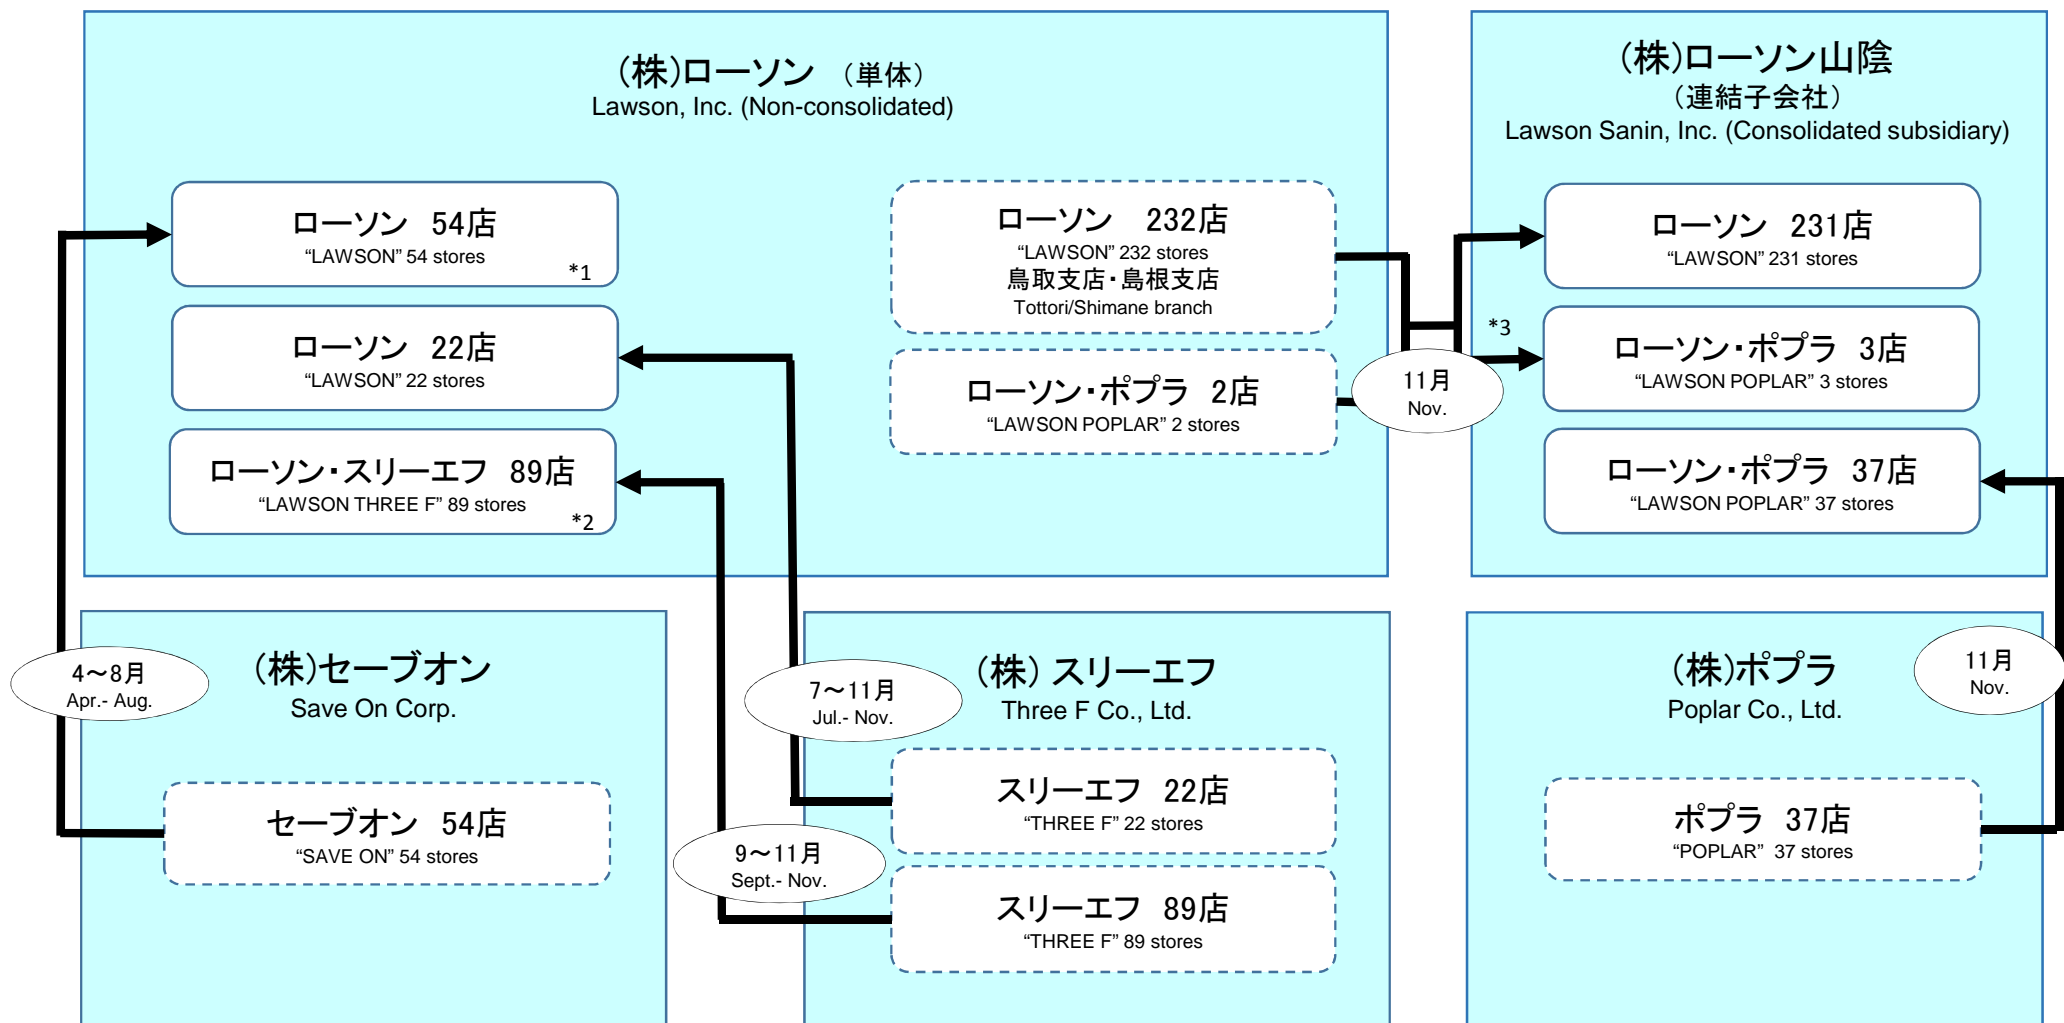 (株)ローソン （単体）
Lawson, Inc. (Non-consolidated)
ローソン 54店
“LAWSON” 54 stores
*1
ローソン 22店
“LAWSON” 22 stores
ローソン・スリーエフ 89店
“LAWSON THREE F” 89 stores
*2
ローソン 232店
“LAWSON” 232 stores
鳥取支店・島根支店
Tottori/Shimane branch
ローソン・ポプラ 2店
“LAWSON POPLAR” 2 stores
11月
Nov.
(株)ローソン山陰
（連結子会社）
Lawson Sanin, Inc. (Consolidated subsidiary)
ローソン 231店
“LAWSON” 231 stores
*3
ローソン・ポプラ 3店
“LAWSON POPLAR” 3 stores
ローソン・ポプラ 37店
“LAWSON POPLAR” 37 stores
4～8月
Apr.- Aug.
(株)セーブオン
Save On Corp.
セーブオン 54店
“SAVE ON” 54 stores
7～11月
Jul.- Nov.
9～11月
Sept.- Nov.
(株) スリーエフ
Three F Co., Ltd.
スリーエフ 22店
“THREE F” 22 stores
スリーエフ 89店
“THREE F” 89 stores
(株)ポプラ
Poplar Co., Ltd.
11月
Nov.
ポプラ 37店
“POPLAR” 37 stores